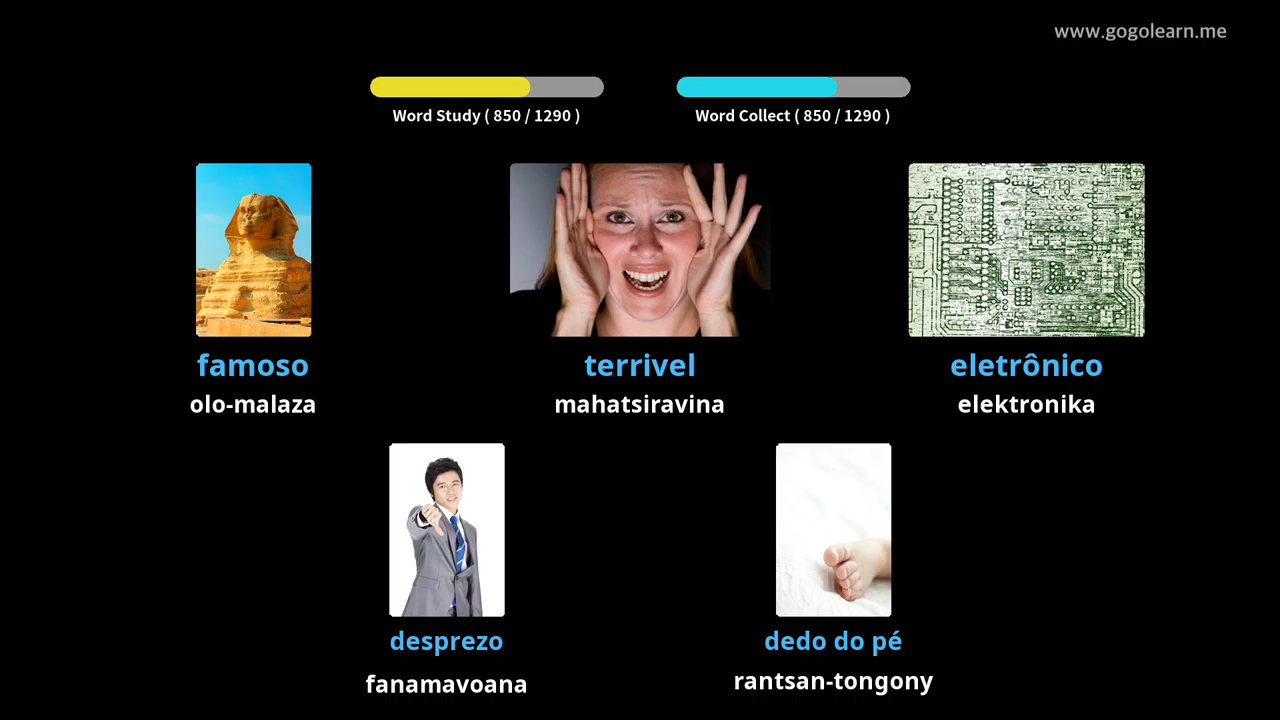 www.gogolearn.me
Word Study ( 850 / 1290 )
Word Collect ( 850 / 1290 )
famoso
olo-malaza
terrivel
mahatsiravina
eletrônico
elektronika
desprezo
fanamavoana
dedo do pé
rantsan-tongony